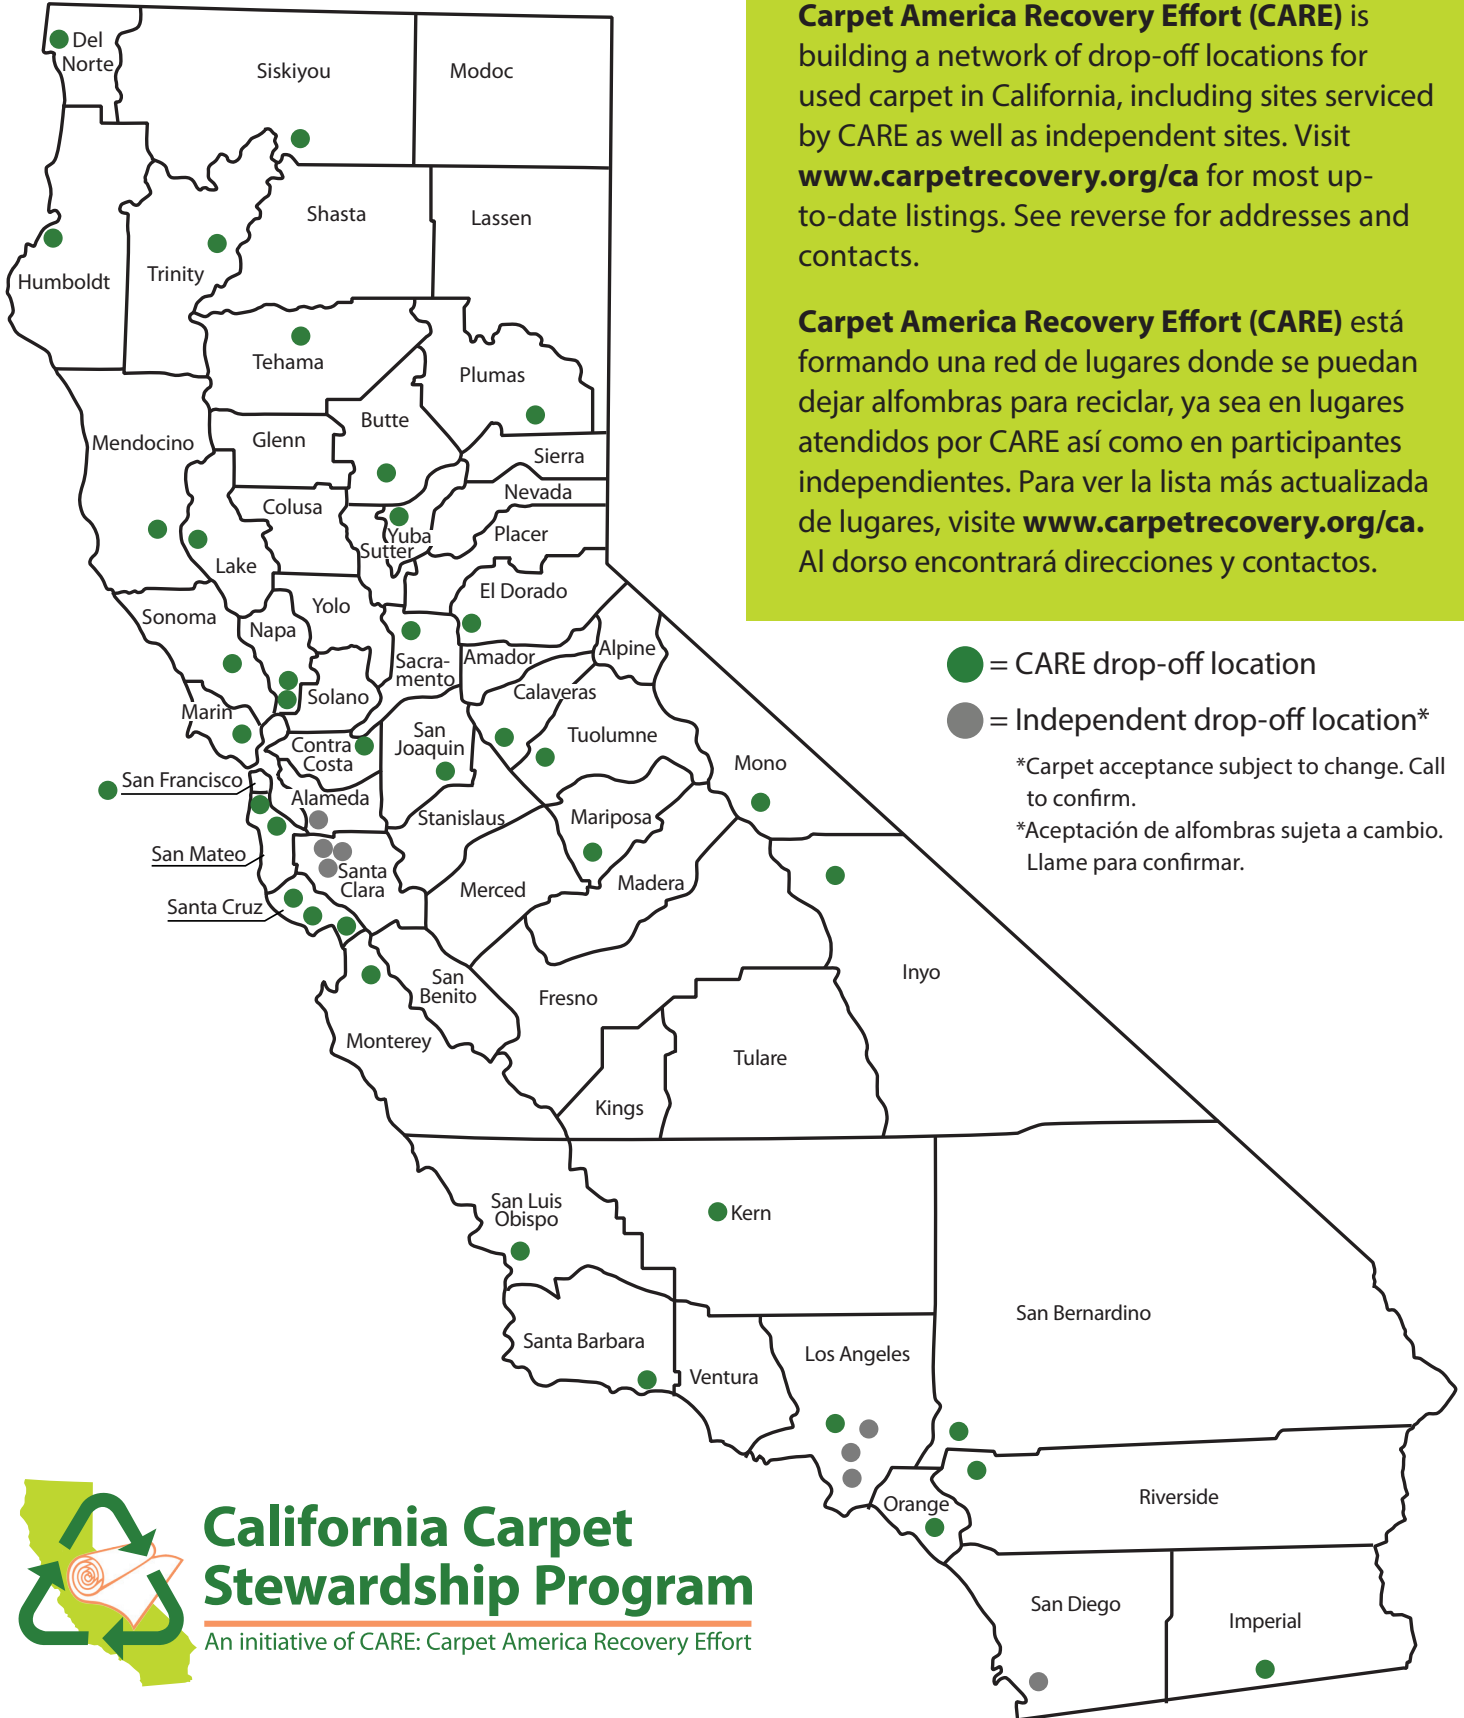 Carpet America Recovery Effort (CARE) is
building a network of drop-off locations for
used carpet in California, including sites serviced
by CARE as well as independent sites. Visit
www.carpetrecovery.org/ca for most up-
to-date listings. See reverse for addresses and
contacts.
Carpet America Recovery Effort (CARE) está
formando una red de lugares donde se puedan
dejar alfombras para reciclar, ya sea en lugares
atendidos por CARE así como en participantes
independientes. Para ver la lista más actualizada
de lugares, visite www.carpetrecovery.org/ca.
Al dorso encontrará direcciones y contactos.
= CARE drop-off location
= Independent drop-off location*
*Carpet acceptance subject to change. Call
to confirm.
*Aceptación de alfombras sujeta a cambio.
Llame para confirmar.
Del
Norte
Siskiyou
Modoc
Shasta
Lassen
Humboldt
Trinity
Tehama
Plumas
Butte
Mendocino
Glenn
Sierra
Nevada
Colusa
Yuba
Sutter
Placer
Lake
El Dorado
Yolo
Sonoma
Napa
Alpine
Amador
Sacra-
mento
Calaveras
Solano
Marin
San
Joaquin
Tuolumne
Contra
Costa
Mono
San Francisco
Alameda
Stanislaus
Mariposa
San Mateo
Santa
Clara
Merced
Madera
Santa Cruz
Inyo
San
Benito
Fresno
Monterey
Tulare
Kings
San Luis
Obispo
Kern
San Bernardino
Santa Barbara
Los Angeles
Ventura
Orange
Riverside
San Diego
Imperial
California Carpet
Stewardship Program
An initiative of CARE: Carpet America Recovery Effort